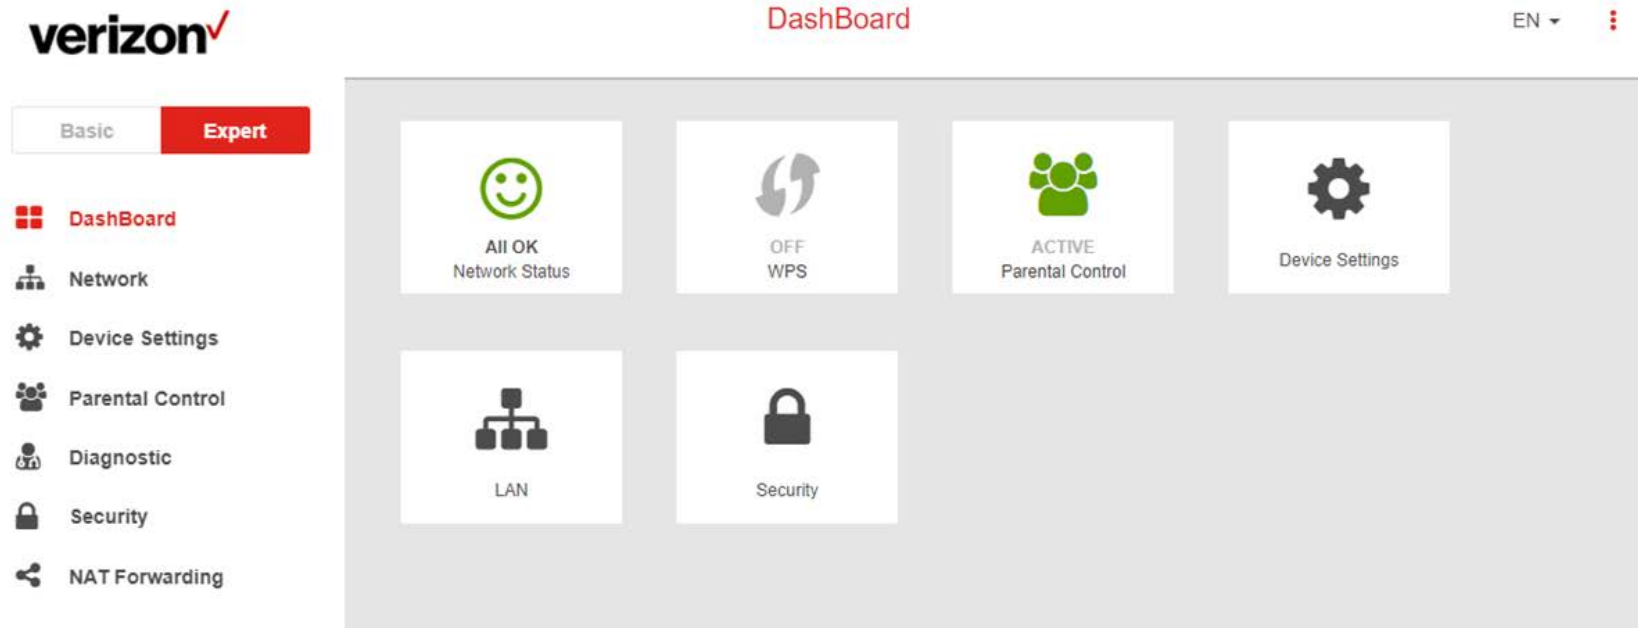 verizon
DashBoard
EN
Basic
Expert
DashBoard
Network
Device Settings
Parental Control
Diagnostic
Security
NAT Forwarding
All OK
Network Status
OFF
WPS
ACTIVE
Parental Control
Device Settings
LAN
Security